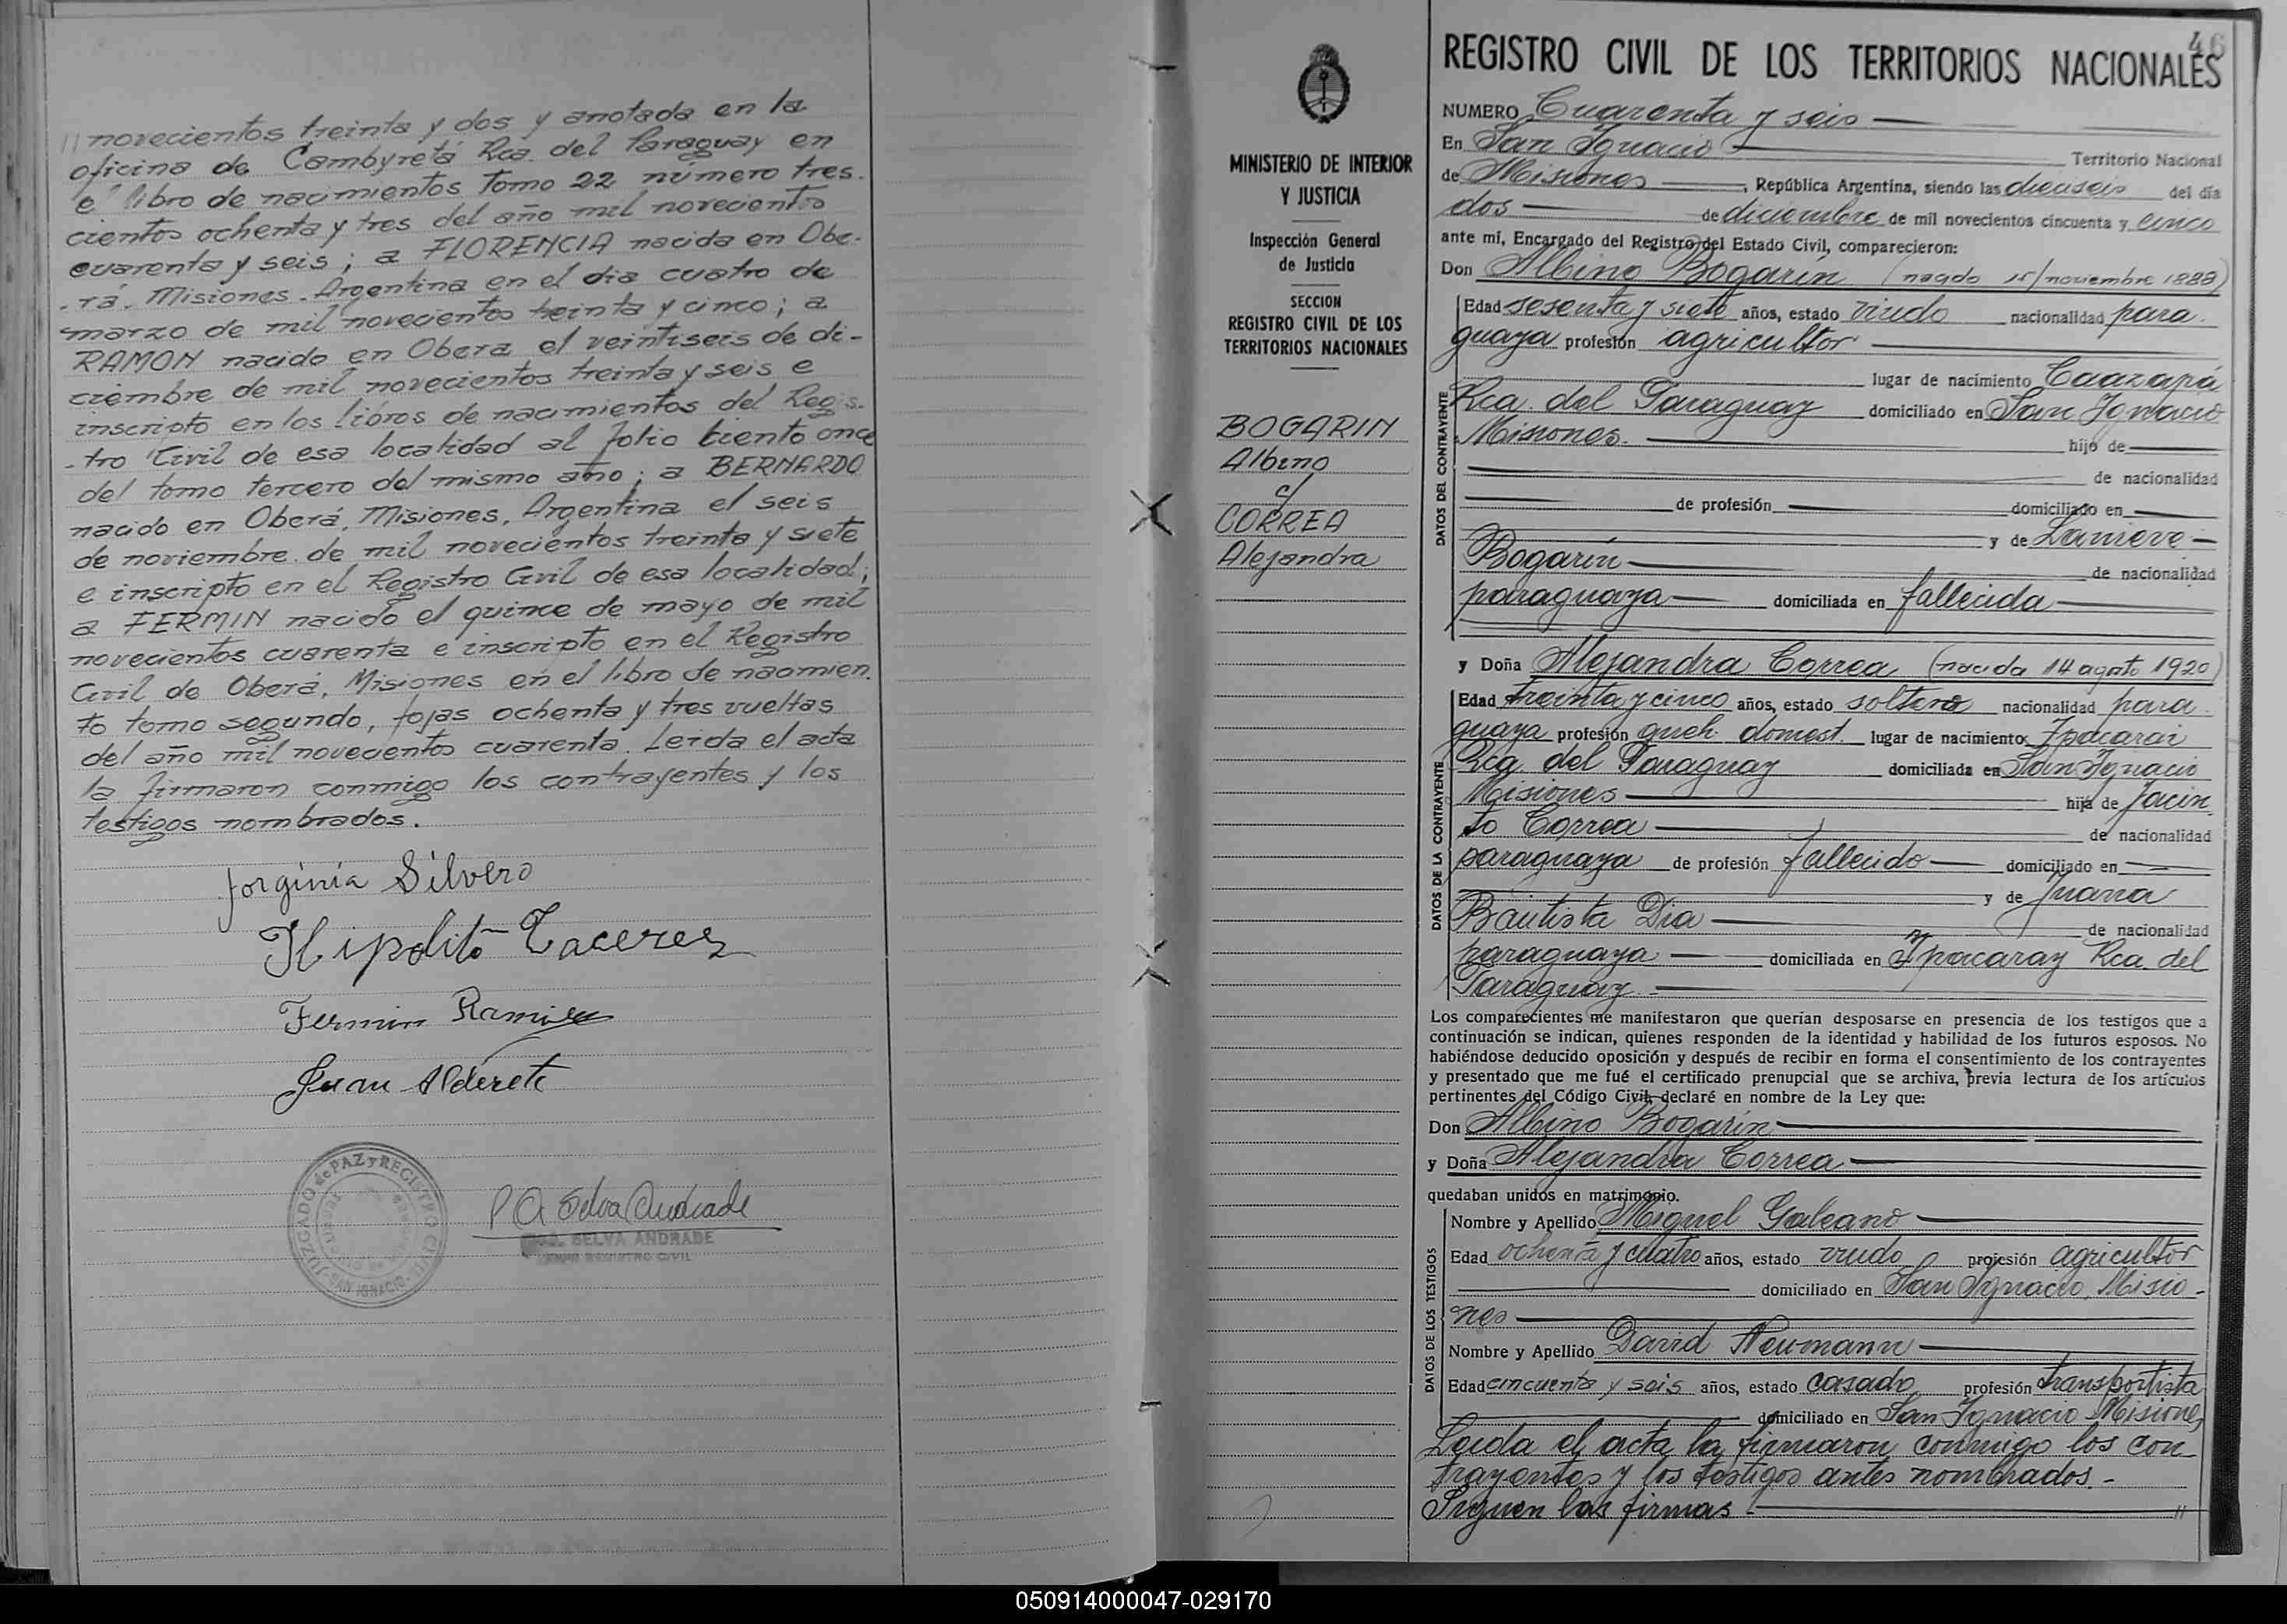 // novecientos treinta y dos y anotada en la
oficina de Cambyretá Rca. del Paraguay en
e libro de nacimientos Tomo 22 número tres.
cientos ochenta y tres del año mil novecientos
cuarenta y seis; a FLORENCIA nacida en Obe-
-rá. Misiones. Argentina en el dia cuatro de
marzo de mil novecientos treinta y cinco; a
RAMON nacido en Obera el veintiseis de di-
ciembre de mil novecientos treinta y seis e
inscripto en los libros de nacimientos del Regis-
-tro Civil de esa localidad al folio ciento once
del tomo tercero del mismo año; a BERNARDO
nacido en Oberá, Misiones, Argentina el seis
de noviembre de mil novecientos treinta y siete
e inscripto en el Registro Civil de esa localidad;
a FERMIN nacido el quince de mayo de mil
novecientos cuarenta e inscripto en el Registro
Civil de Oberá, Misiones en el libro de nacimien.
to tomo segundo, fojas ochenta y tres vueltas
del año mil novecientos cuarenta. Leida el acta
la firmaron conmigo los contrayentes y los
testigos nombrados.
Jorginia Silvero
Hipolito Caceres
Fermin Ramirez
Juan Alderete
JUZGADO de PAZ y REGISTRO CIVIL
SAN IGNACIO
P.A. Selva Andrade
SELVA ANDRADE
REGISTRO CIVIL
MINISTERIO DE INTERIOR
Y JUSTICIA
Inspección General
de Justicia
SECCION
REGISTRO CIVIL DE LOS
TERRITORIOS NACIONALES
BOGARIN
Albino
c/
CORREA
Alejandra
46
REGISTRO CIVIL DE LOS TERRITORIOS NACIONALES
NUMERO Cuarenta y seis
En San Ignacio Territorio Nacional
de Misiones, República Argentina, siendo las dieciseis del día
dos de diciembre de mil novecientos cincuenta y cinco
ante mí, Encargado del Registro del Estado Civil, comparecieron:
Don Albino Bogarin (nacido 15/noviembre 1888)
DATOS DEL CONTRAYENTE
Edad sesenta y siete años, estado viudo nacionalidad para
guaya profesión agricultor
lugar de nacimiento Caazapá
Rca. del Paraguay domiciliado en San Ignacio
Misiones. hijo de
de nacionalidad
de profesión domiciliado en
y de Lanieve
Bogarin de nacionalidad
paraguaya domiciliada en fallecida
y Doña Alejandra Correa (nacida 14 agosto 1920)
DATOS DE LA CONTRAYENTE
Edad treinta y cinco años, estado soltera nacionalidad para
guaya profesión queh. domest. lugar de nacimiento Ipacarai
Rca. del Paraguay domiciliada en San Ignacio
Misiones hija de Jacin
to Correa de nacionalidad
paraguaya de profesión fallecido domiciliado en
y de Juana
Bautista Dia de nacionalidad
paraguaya domiciliada en Ypacaray Rca. del
Paraguay.
Los comparecientes me manifestaron que querían desposarse en presencia de los testigos que a
continuación se indican, quienes responden de la identidad y habilidad de los futuros esposos. No
habiéndose deducido oposición y después de recibir en forma el consentimiento de los contrayentes
y presentado que me fué el certificado prenupcial que se archiva, previa lectura de los artículos
pertinentes del Código Civil, declaré en nombre de la Ley que:
Don Albino Bogarin
y Doña Alejandra Correa
quedaban unidos en matrimonio.
DATOS DE LOS TESTIGOS
Nombre y Apellido Miguel Galeano
Edad ochenta y cuatro años, estado viudo profesión agricultor
domiciliado en San Ignacio, Misio-
nes
Nombre y Apellido David Neumann
Edad cincuenta y seis años, estado casado profesión transportista
domiciliado en San Ignacio Misiones
Leida el acta la firmaron conmigo los con
trayentes y los testigos antes nombrados.-
Siguen las firmas //
050914000047-029170